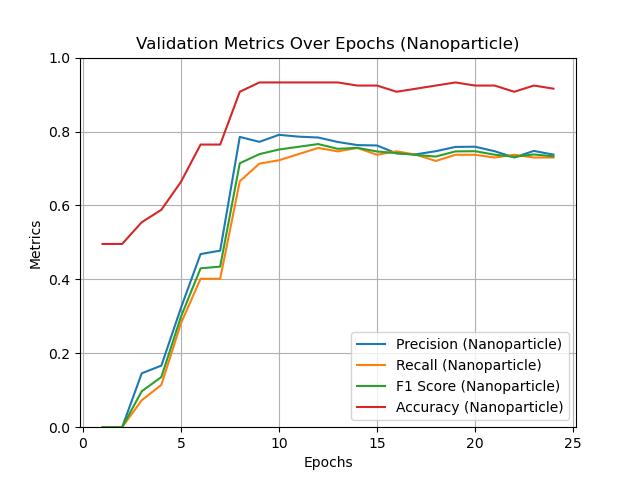 Validation Metrics Over Epochs (Nanoparticle)
1.0
0.8
0.6
0.4
0.2
0.0
Metrics
0 5 10 15 20 25
Epochs
Precision (Nanoparticle)
Recall (Nanoparticle)
F1 Score (Nanoparticle)
Accuracy (Nanoparticle)